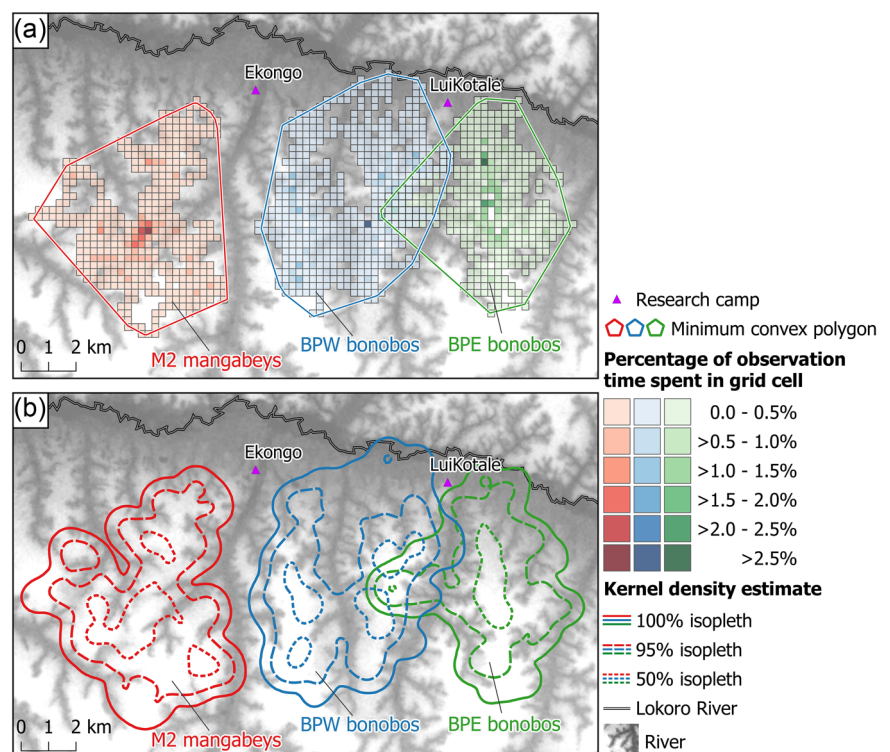 (a)
Ekongo
LuiKotale
M2 mangabeys
BPW bonobos
BPE bonobos
0 1 2 km
(b)
Ekongo
LuiKotale
M2 mangabeys
BPW bonobos
BPE bonobos
0 1 2 km
Research camp
Minimum convex polygon
Percentage of observation
time spent in grid cell
0.0 - 0.5%
>0.5 - 1.0%
>1.0 - 1.5%
>1.5 - 2.0%
>2.0 - 2.5%
>2.5%
Kernel density estimate
100% isopleth
95% isopleth
50% isopleth
Lokoro River
River